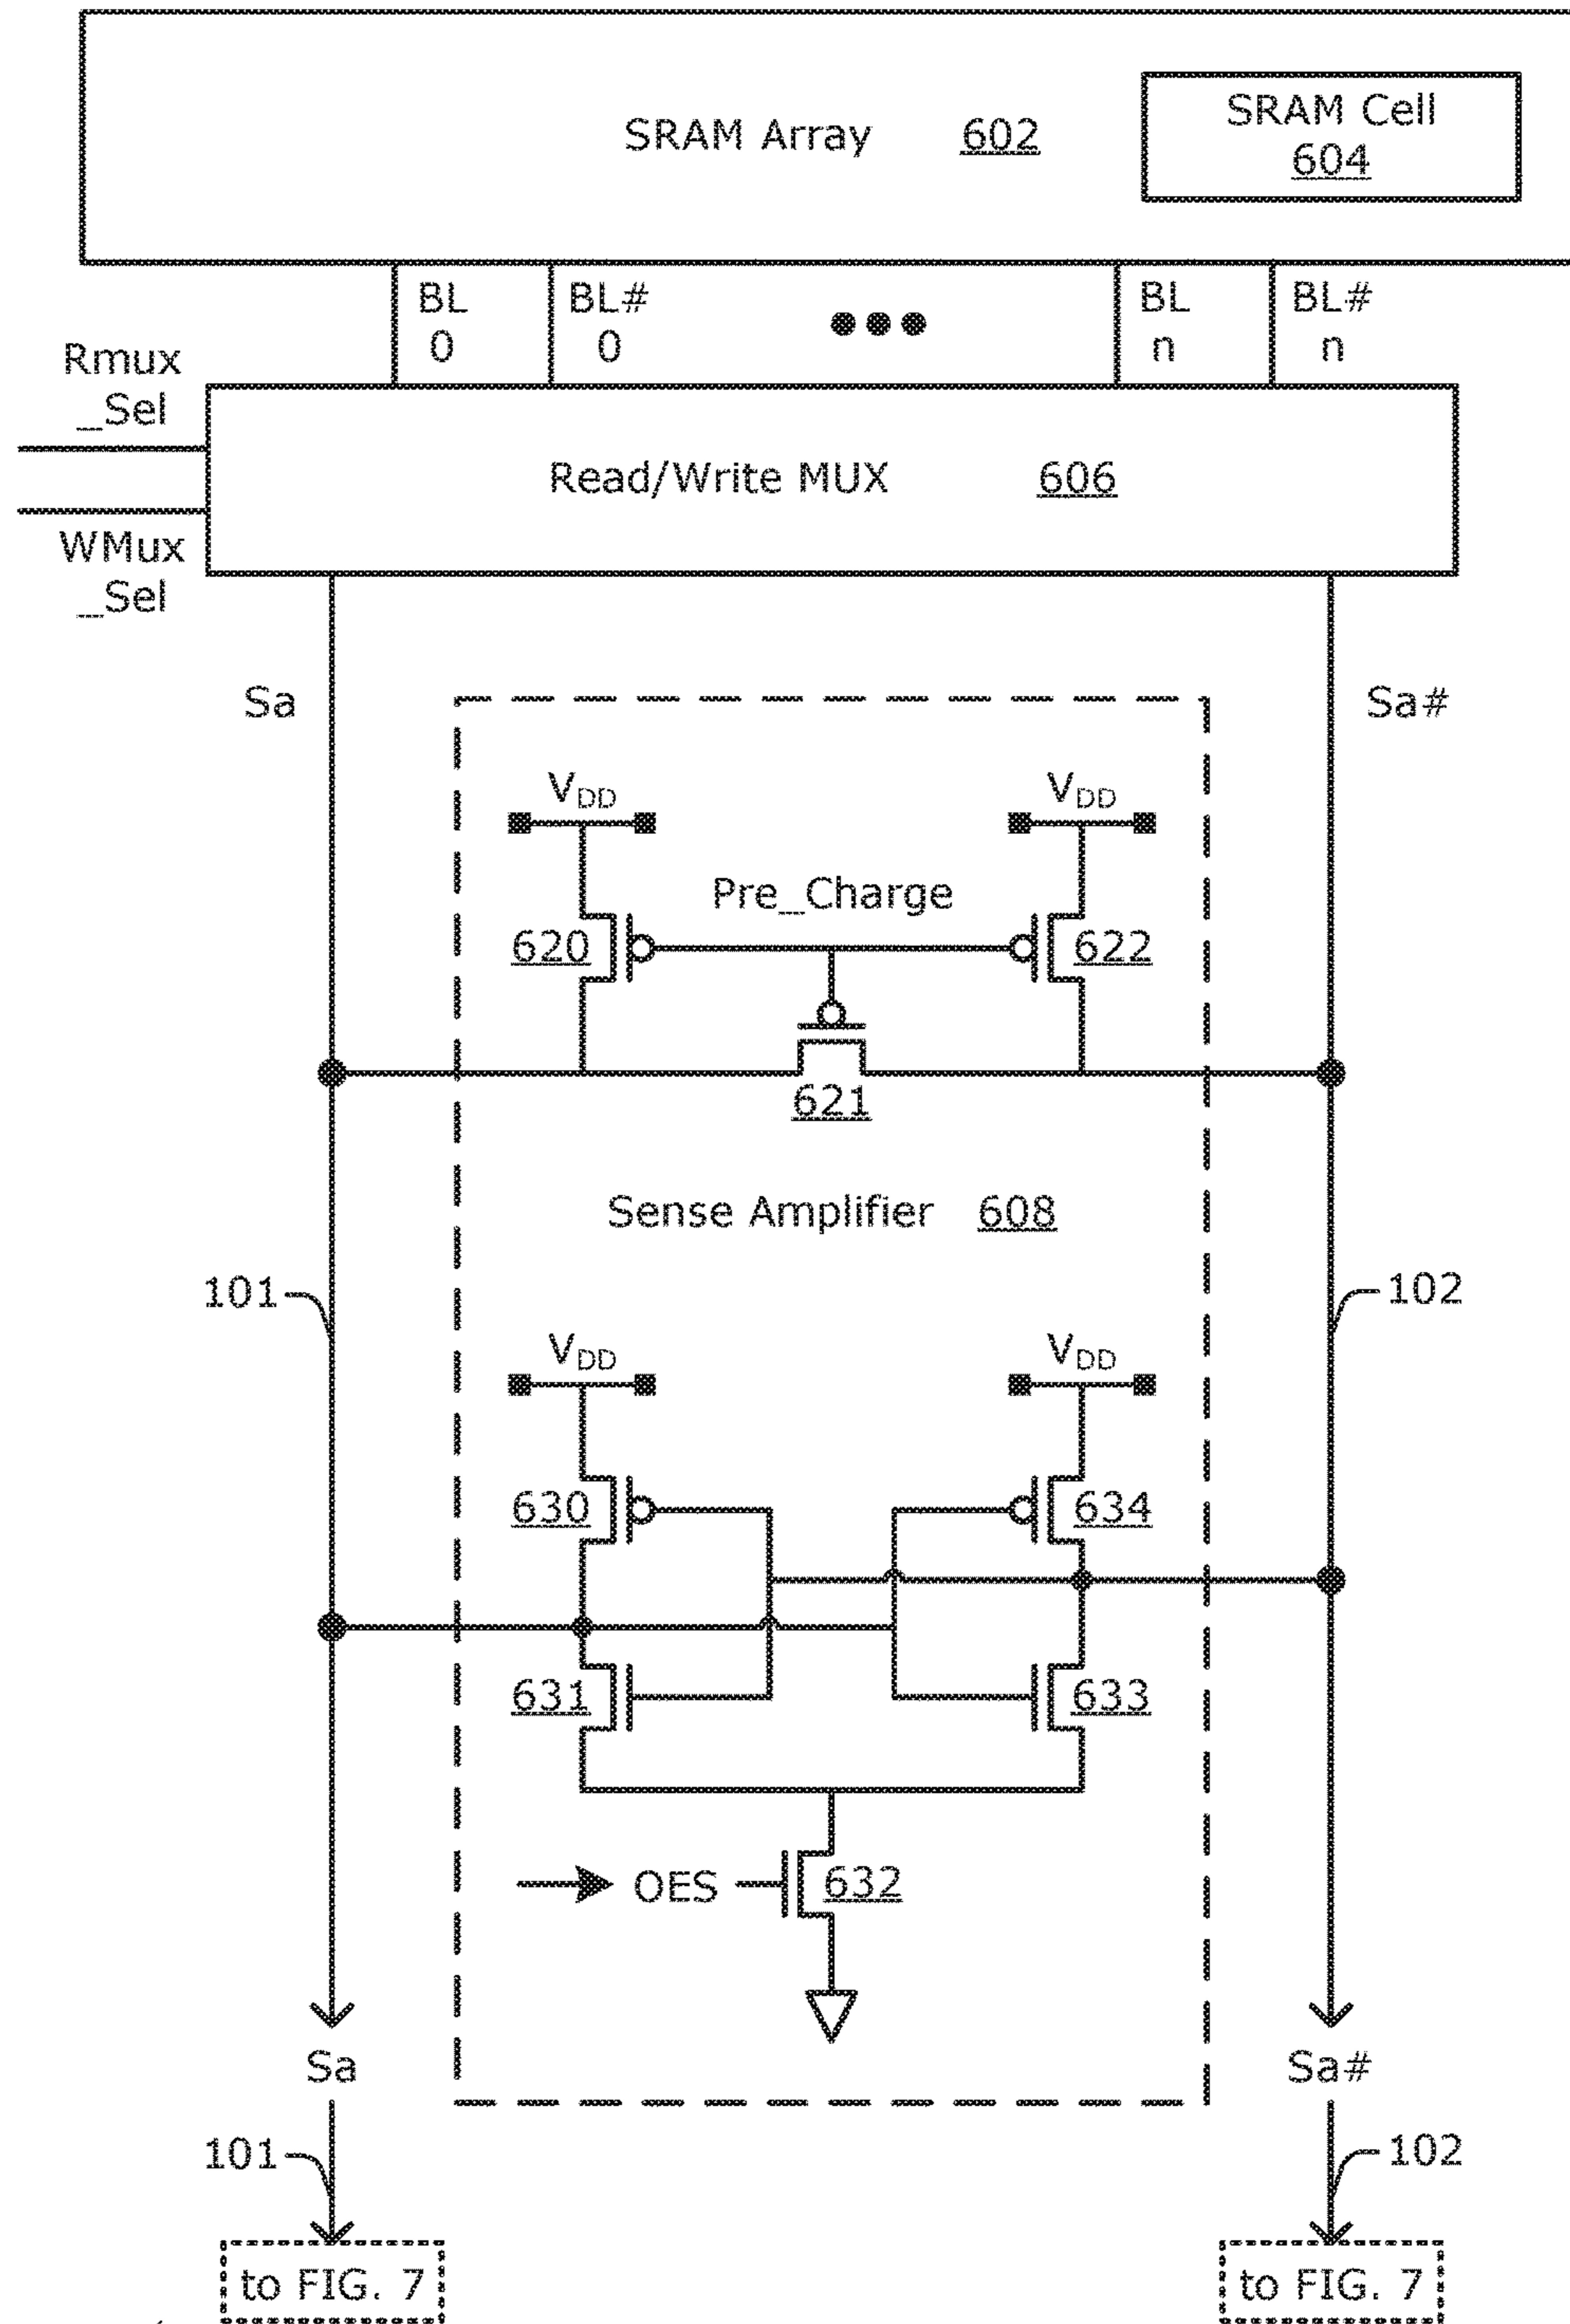 SRAM Array 602
SRAM Cell
604
BL
0
BL#
0
BL
n
BL#
n
Rmux
_Sel
Read/Write MUX 606
WMux
_Sel
Sa
Sa#
VDD
VDD
Pre_Charge
620
622
621
Sense Amplifier 608
101
102
VDD
VDD
630
634
631
633
OES
632
Sa
Sa#
101
102
to FIG. 7
to FIG. 7